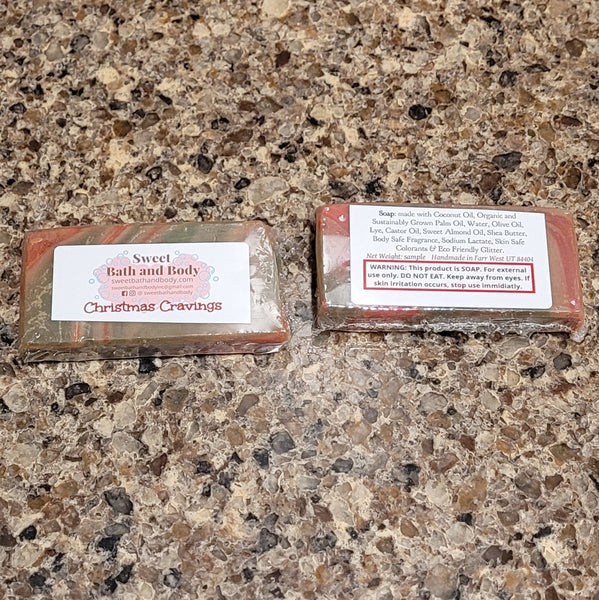 Sweet
Bath and Body
sweetbathandbody.com
sweetbathandbodyinc@gmail.com
@ sweetbathandbody
Christmas Cravings
Soap: made with Coconut Oil, Organic and
Sustainably Grown Palm Oil, Water, Olive Oil,
Lye, Castor Oil, Sweet Almond Oil, Shea Butter,
Body Safe Fragrance, Sodium Lactate, Skin Safe
Colorants & Eco Friendly Glitter.
Net Weight: sample Handmade in Farr West UT 84404
WARNING: This product is SOAP. For external
use only. DO NOT EAT. Keep away from eyes. If
skin irritation occurs, stop use immidiatly.